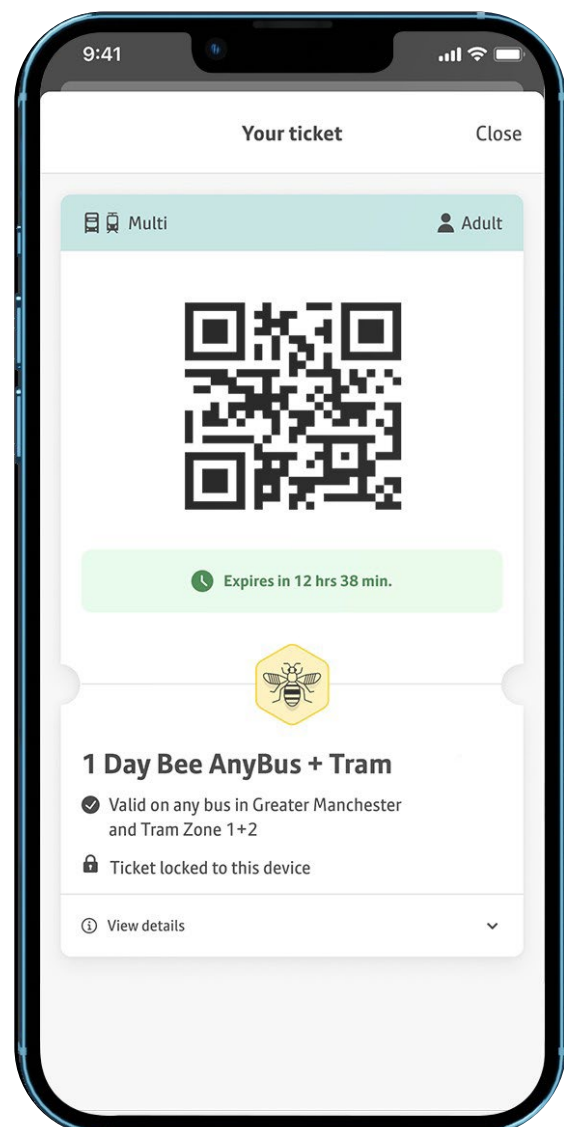 9:41
Your ticket
Close
Multi
Adult
Expires in 12 hrs 38 min.
1 Day Bee AnyBus + Tram
Valid on any bus in Greater Manchester
and Tram Zone 1+2
Ticket locked to this device
View details